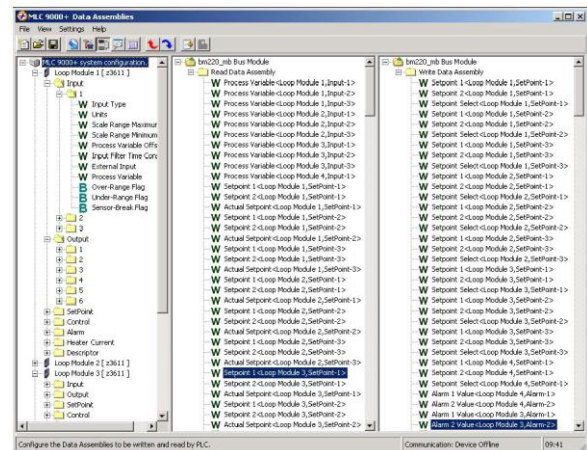 MLC 9000+ Data Assemblies
File View Settings Help
MLC 9000+ system configuration.
Loop Module 1 [ z3611 ]
Input
1
Input Type
Units
Scale Range Maximum
Scale Range Minimum
Process Variable Offs
Input Filter Time Cons
External Input
Process Variable
Over-Range Flag
Under-Range Flag
Sensor-Break Flag
2
3
Output
1
2
3
4
5
6
SetPoint
Control
Alarm
Heater Current
Descriptor
Loop Module 2 [ z3611 ]
Loop Module 3 [ z3611 ]
Input
Output
SetPoint
Control
bm220_mb Bus Module
Read Data Assembly
Process Variable<Loop Module 1,Input-1>
Process Variable<Loop Module 1,Input-2>
Process Variable<Loop Module 1,Input-3>
Process Variable<Loop Module 2,Input-1>
Process Variable<Loop Module 2,Input-2>
Process Variable<Loop Module 2,Input-3>
Process Variable<Loop Module 3,Input-1>
Process Variable<Loop Module 3,Input-2>
Process Variable<Loop Module 3,Input-3>
Process Variable<Loop Module 4,Input-1>
Setpoint 1<Loop Module 1,SetPoint-1>
Setpoint 2<Loop Module 1,SetPoint-1>
Actual Setpoint<Loop Module 1,SetPoint-1>
Setpoint 1<Loop Module 1,SetPoint-2>
Setpoint 2<Loop Module 1,SetPoint-2>
Actual Setpoint<Loop Module 1,SetPoint-2>
Setpoint 1<Loop Module 1,SetPoint-3>
Setpoint 2<Loop Module 1,SetPoint-3>
Actual Setpoint<Loop Module 1,SetPoint-3>
Setpoint 1<Loop Module 2,SetPoint-1>
Setpoint 2<Loop Module 2,SetPoint-1>
Actual Setpoint<Loop Module 2,SetPoint-1>
Setpoint 1<Loop Module 2,SetPoint-2>
Setpoint 2<Loop Module 2,SetPoint-2>
Actual Setpoint<Loop Module 2,SetPoint-2>
Setpoint 1<Loop Module 2,SetPoint-3>
Setpoint 2<Loop Module 2,SetPoint-3>
Actual Setpoint<Loop Module 2,SetPoint-3>
Setpoint 1<Loop Module 3,SetPoint-1>
Setpoint 2<Loop Module 3,SetPoint-1>
Actual Setpoint<Loop Module 3,SetPoint-1>
Setpoint 1<Loop Module 3,SetPoint-2>
Setpoint 2<Loop Module 3,SetPoint-2>
Actual Setpoint<Loop Module 3,SetPoint-2>
bm220_mb Bus Module
Write Data Assembly
Setpoint 1<Loop Module 1,SetPoint-1>
Setpoint 2<Loop Module 1,SetPoint-1>
Setpoint Select<Loop Module 1,SetPoint-1>
Setpoint 1<Loop Module 1,SetPoint-2>
Setpoint 2<Loop Module 1,SetPoint-2>
Setpoint Select<Loop Module 1,SetPoint-2>
Setpoint 1<Loop Module 1,SetPoint-3>
Setpoint 2<Loop Module 1,SetPoint-3>
Setpoint Select<Loop Module 1,SetPoint-3>
Setpoint 1<Loop Module 2,SetPoint-1>
Setpoint 2<Loop Module 2,SetPoint-1>
Setpoint Select<Loop Module 2,SetPoint-1>
Setpoint 1<Loop Module 2,SetPoint-2>
Setpoint 2<Loop Module 2,SetPoint-2>
Setpoint Select<Loop Module 2,SetPoint-2>
Setpoint 1<Loop Module 2,SetPoint-3>
Setpoint 2<Loop Module 2,SetPoint-3>
Setpoint Select<Loop Module 2,SetPoint-3>
Setpoint 1<Loop Module 3,SetPoint-1>
Setpoint 2<Loop Module 3,SetPoint-1>
Setpoint Select<Loop Module 3,SetPoint-1>
Setpoint 1<Loop Module 3,SetPoint-2>
Setpoint 2<Loop Module 3,SetPoint-2>
Setpoint Select<Loop Module 3,SetPoint-2>
Setpoint 1<Loop Module 3,SetPoint-3>
Setpoint 2<Loop Module 3,SetPoint-3>
Setpoint Select<Loop Module 3,SetPoint-3>
Setpoint 1<Loop Module 4,SetPoint-1>
Setpoint 2<Loop Module 4,SetPoint-1>
Setpoint Select<Loop Module 4,SetPoint-1>
Alarm 1 Value<Loop Module 4,Alarm-1>
Alarm 2 Value<Loop Module 4,Alarm-2>
Alarm 1 Value<Loop Module 3,Alarm-1>
Alarm 2 Value<Loop Module 3,Alarm-2>
Configure the Data Assemblies to be written and read by PLC.
Communication: Device Offline
09:41